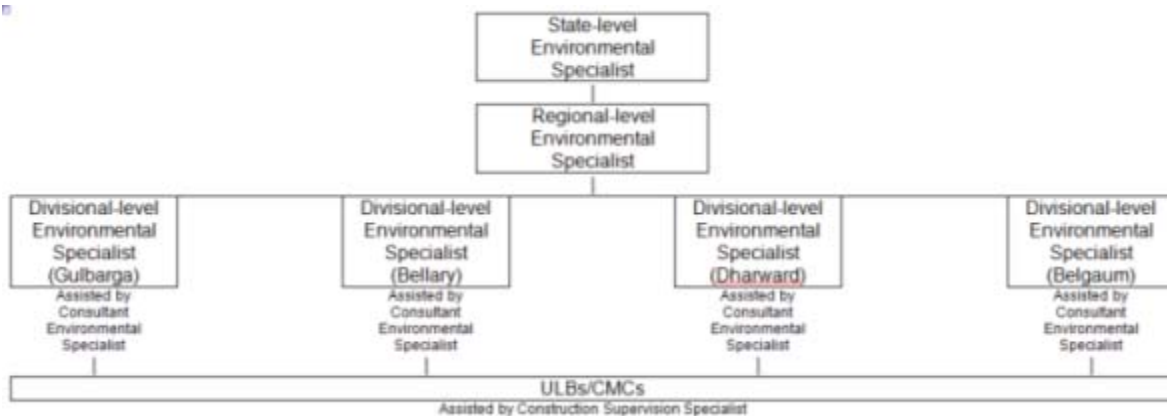 State-level
Environmental
Specialist
Regional-level
Environmental
Specialist
Divisional-level
Environmental
Specialist
(Gulbarga)
Assisted by
Consultant
Environmental
Specialist
Divisional-level
Environmental
Specialist
(Bellary)
Assisted by
Consultant
Environmental
Specialist
Divisional-level
Environmental
Specialist
(Dharward)
Assisted by
Consultant
Environmental
Specialist
Divisional-level
Environmental
Specialist
(Belgaum)
Assisted by
Consultant
Environmental
Specialist
ULBs/CMCs
Assisted by Construction Supervision Specialist